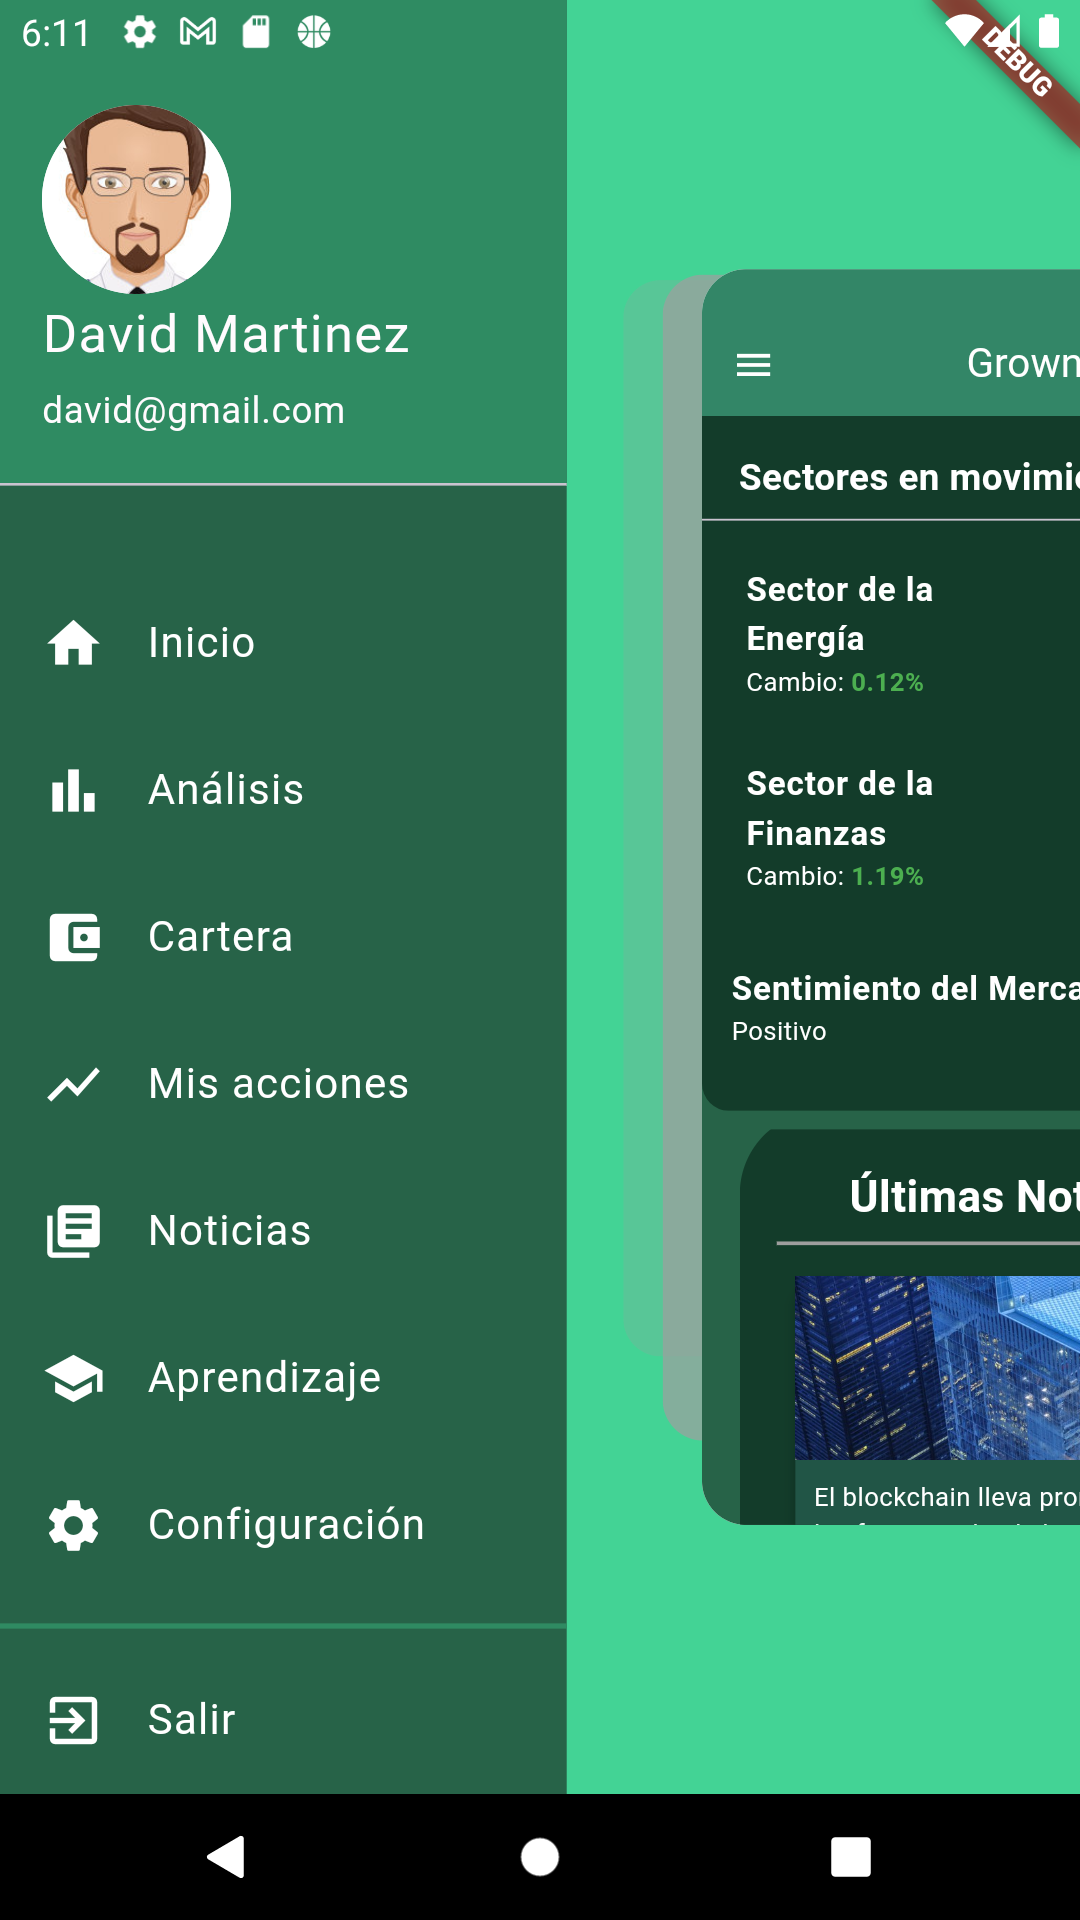 6:11
DEBUG
David Martinez
david@gmail.com
Inicio
Análisis
Cartera
Mis acciones
Noticias
Aprendizaje
Configuración
Salir
Grown
Sectores en movimie
Sector de la
Energía
Cambio: 0.12%
Sector de la
Finanzas
Cambio: 1.19%
Sentimiento del Merca
Positivo
Últimas Not
El blockchain lleva pro